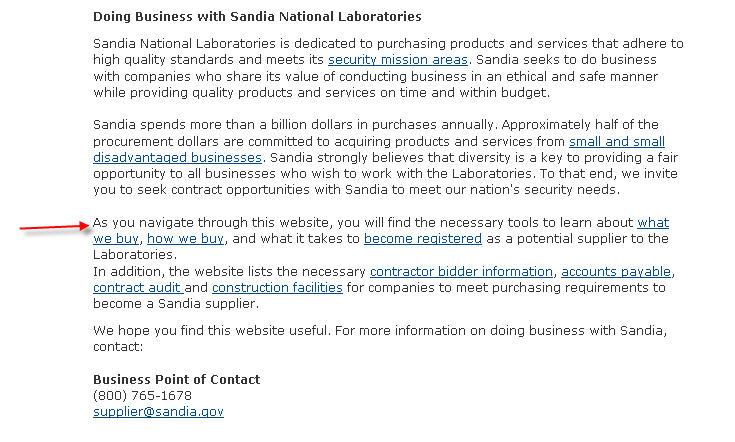 Doing Business with Sandia National Laboratories
Sandia National Laboratories is dedicated to purchasing products and services that adhere to
high quality standards and meets its security mission areas. Sandia seeks to do business
with companies who share its value of conducting business in an ethical and safe manner
while providing quality products and services on time and within budget.
Sandia spends more than a billion dollars in purchases annually. Approximately half of the
procurement dollars are committed to acquiring products and services from small and small
disadvantaged businesses. Sandia strongly believes that diversity is a key to providing a fair
opportunity to all businesses who wish to work with the Laboratories. To that end, we invite
you to seek contract opportunities with Sandia to meet our nation's security needs.
As you navigate through this website, you will find the necessary tools to learn about what
we buy, how we buy, and what it takes to become registered as a potential supplier to the
Laboratories.
In addition, the website lists the necessary contractor bidder information, accounts payable,
contract audit and construction facilities for companies to meet purchasing requirements to
become a Sandia supplier.
We hope you find this website useful. For more information on doing business with Sandia,
contact:
Business Point of Contact
(800) 765-1678
supplier@sandia.gov